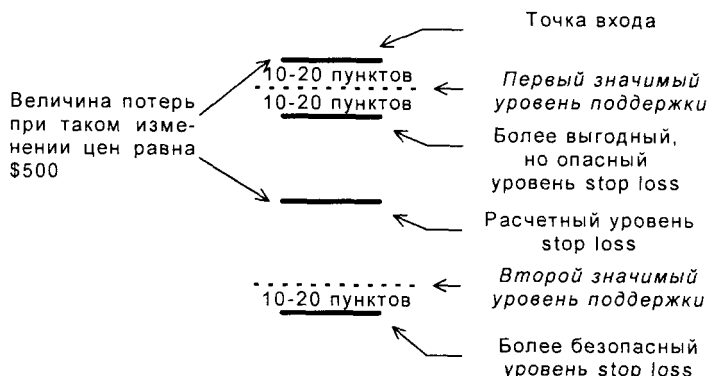 Точка входа
10-20 пунктов
Первый значимый
уровень поддержки
10-20 пунктов
Величина потерь
при таком изме-
нении цен равна
$500
Более выгодный,
но опасный
уровень stop loss
Расчетный уровень
stop loss
Второй значимый
уровень поддержки
10-20 пунктов
Более безопасный
уровень stop loss